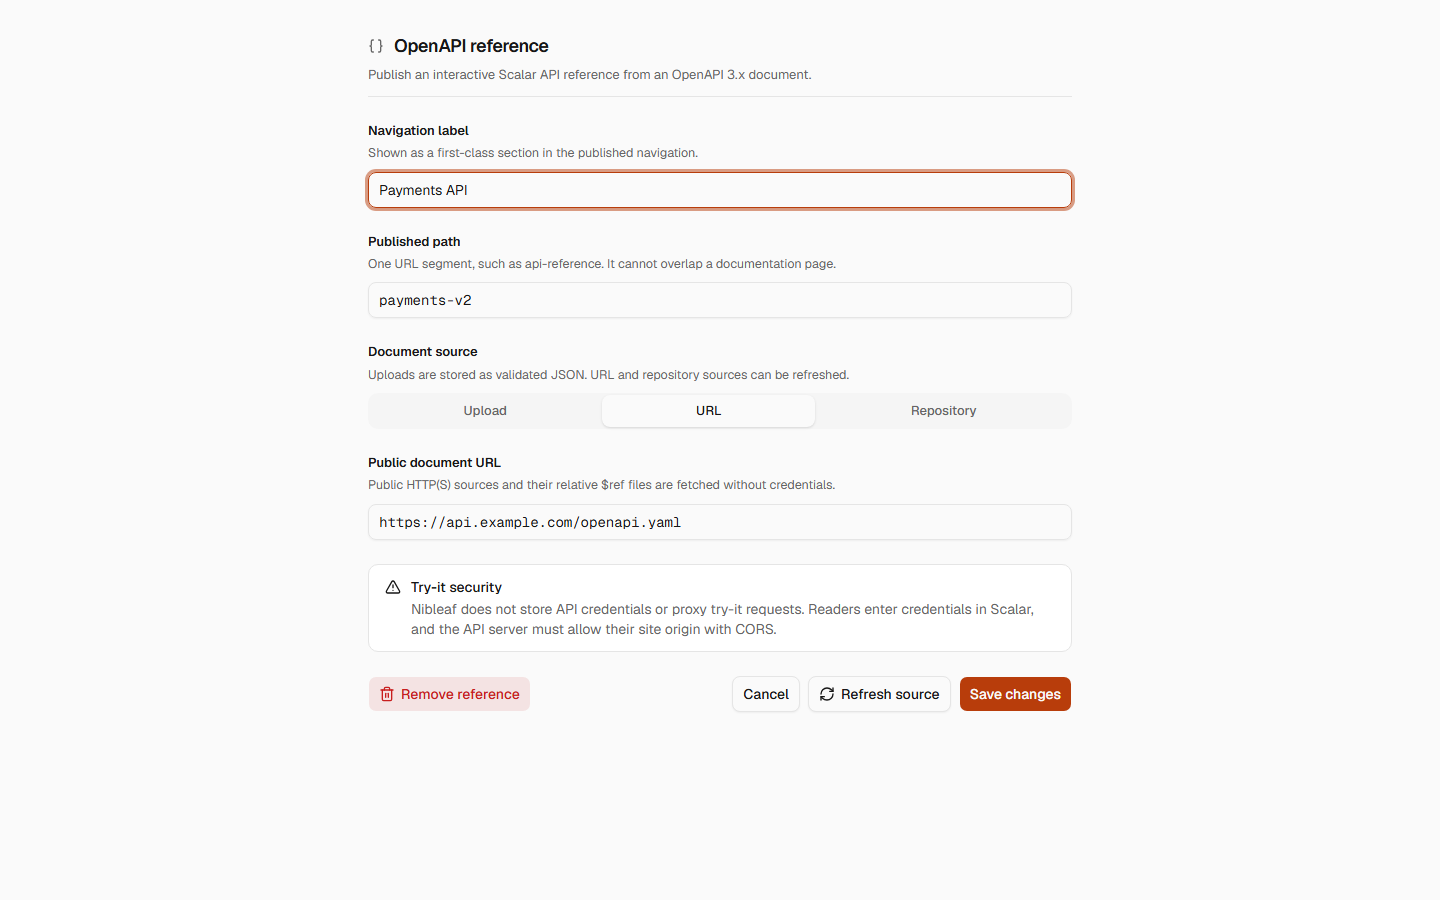 OpenAPI reference
Publish an interactive Scalar API reference from an OpenAPI 3.x document.
Navigation label
Shown as a first-class section in the published navigation.
Payments API
Published path
One URL segment, such as api-reference. It cannot overlap a documentation page.
payments-v2
Document source
Uploads are stored as validated JSON. URL and repository sources can be refreshed.
Upload URL Repository
Public document URL
Public HTTP(S) sources and their relative $ref files are fetched without credentials.
https://api.example.com/openapi.yaml
Try-it security
Nibleaf does not store API credentials or proxy try-it requests. Readers enter credentials in Scalar,
and the API server must allow their site origin with CORS.
Remove reference Cancel Refresh source Save changes